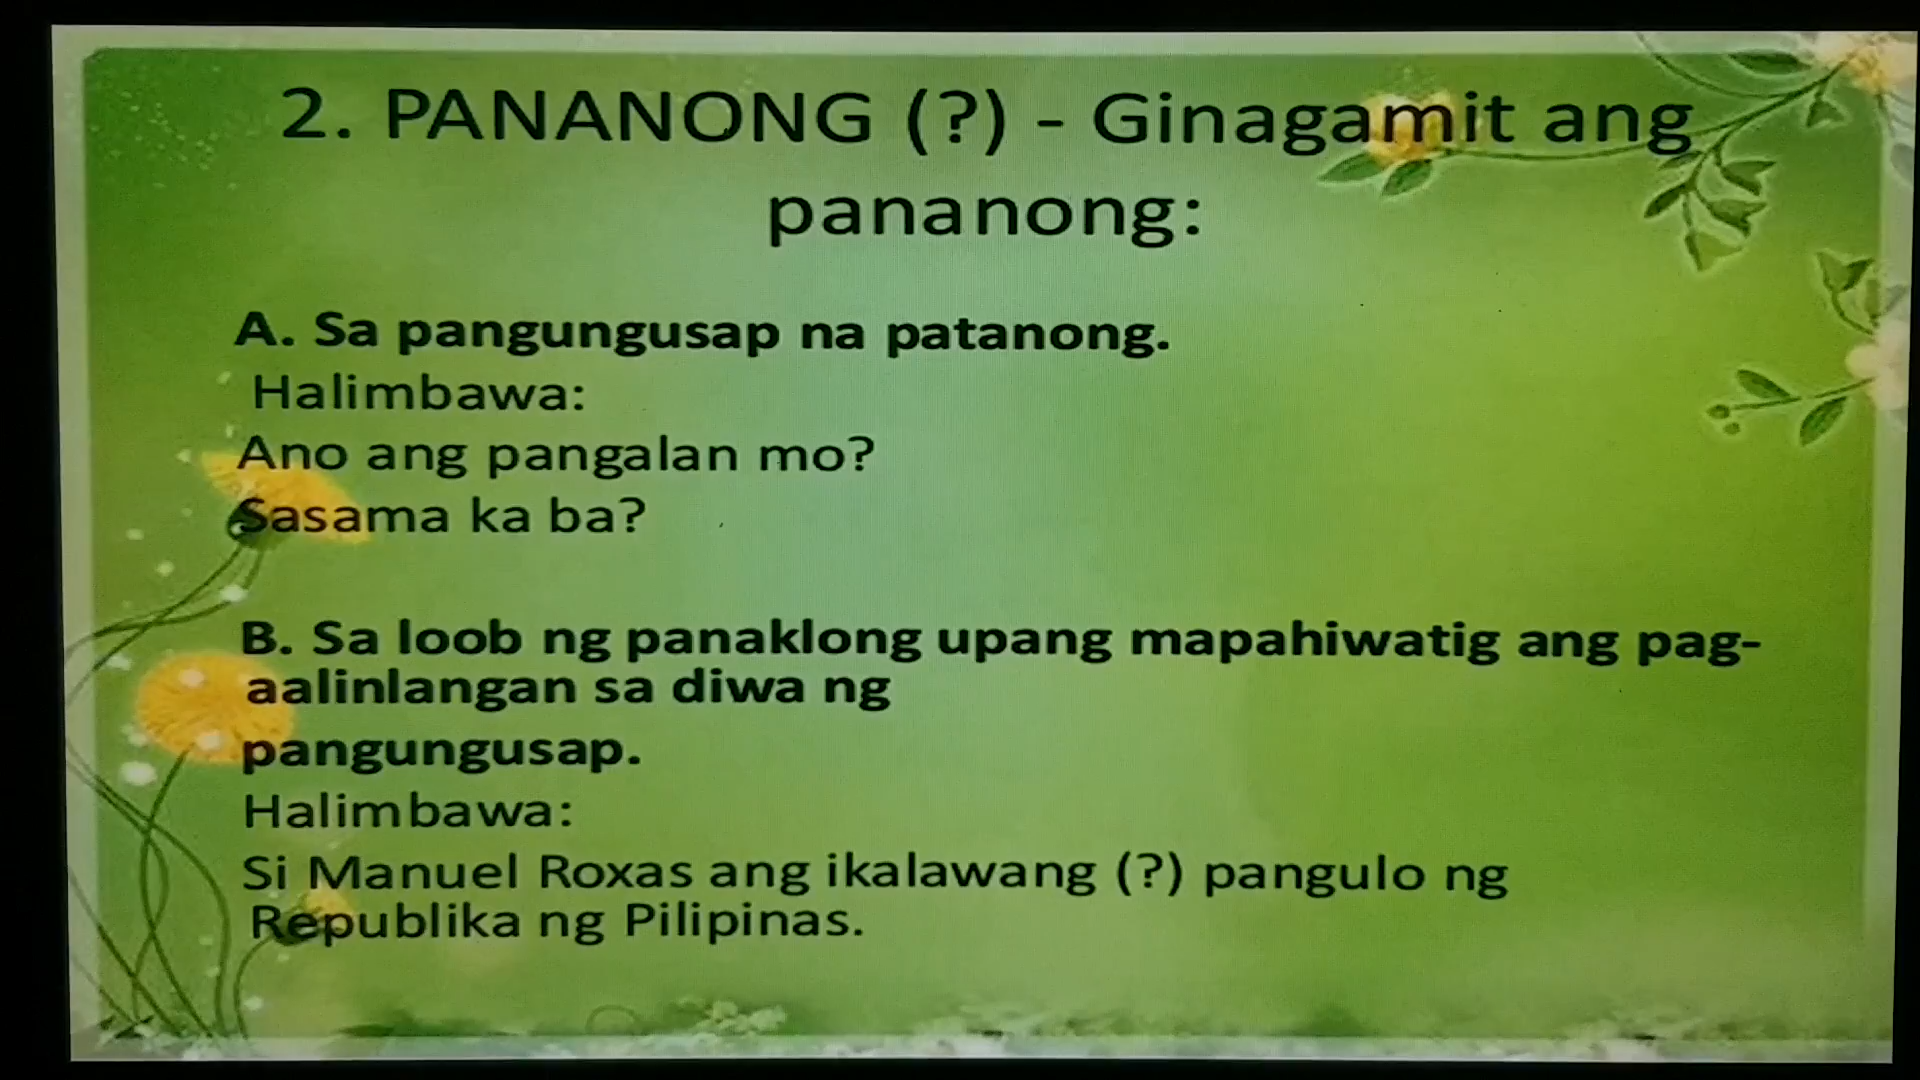 2. PANANONG (?) - Ginagamit ang
pananong:
A. Sa pangungusap na patanong.
Halimbawa:
Ano ang pangalan mo?
Sasama ka ba?
B. Sa loob ng panaklong upang mapahiwatig ang pag-
aalinlangan sa diwa ng
pangungusap.
Halimbawa:
Si Manuel Roxas ang ikalawang (?) pangulo ng
Republika ng Pilipinas.